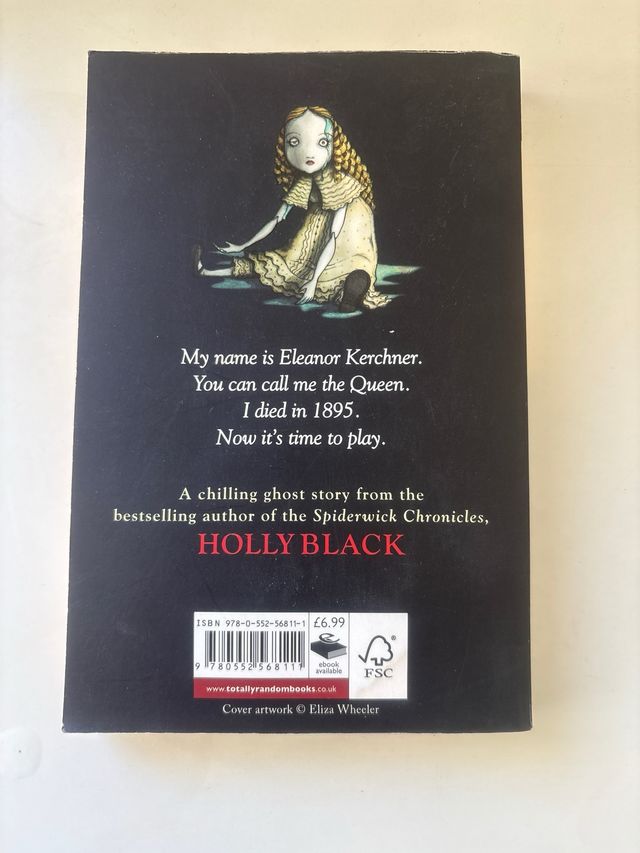 My name is Eleanor Kerchner.
You can call me the Queen.
I died in 1895.
Now it's time to play.
A chilling ghost story from the
bestselling author of the Spiderwick Chronicles,
HOLLY BLACK
ISBN 978-0-552-56811-1
£6.99
9 780552 568111
ebook
available
FSC®
www.totallyrandombooks.co.uk
Cover artwork © Eliza Wheeler